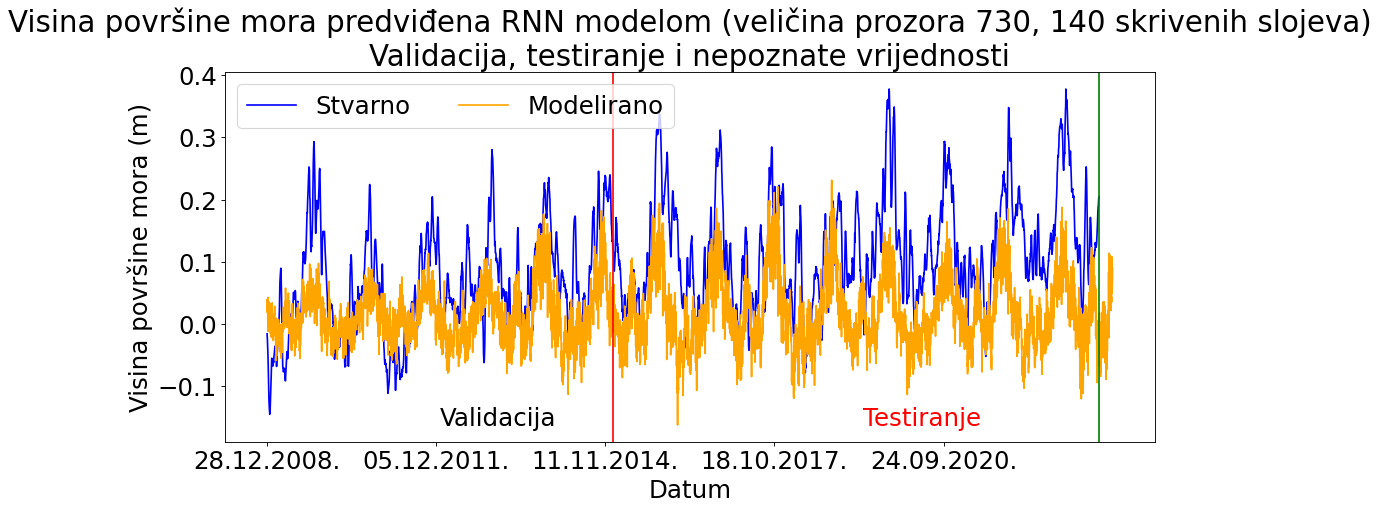 Visina površine mora predviđena RNN modelom (veličina prozora 730, 140 skrivenih slojeva)
Validacija, testiranje i nepoznate vrijednosti
Stvarno
Modelirano
Visina površine mora (m)
0.4
0.3
0.2
0.1
0.0
−0.1
Validacija
Testiranje
28.12.2008.
05.12.2011.
11.11.2014.
18.10.2017.
24.09.2020.
Datum